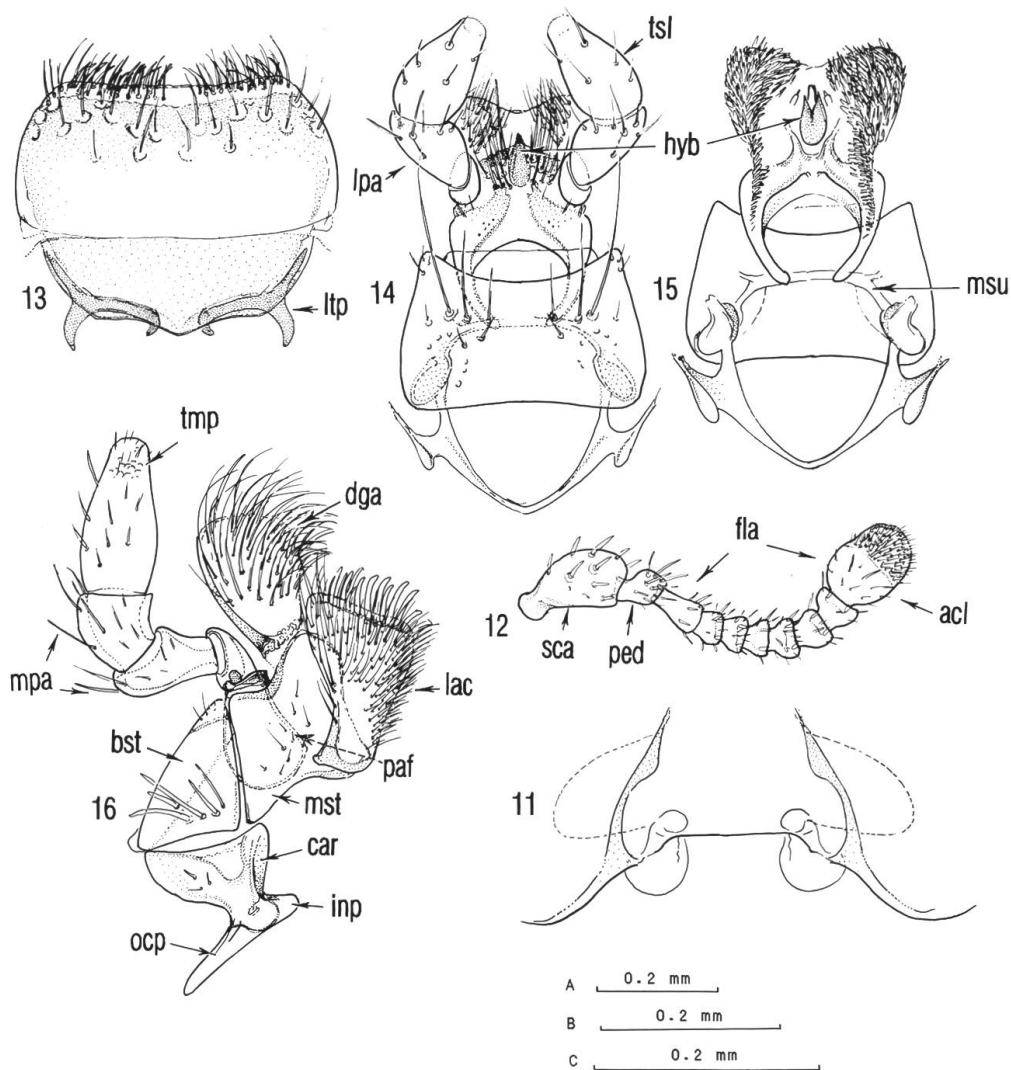 tsl
hyb
lpa
13
ltp
14
15
msu
tmp
dga
fla
12
sca
ped
acl
mpa
lac
bst
paf
16
mst
car
inp
ocp
11
A 0.2 mm
B 0.2 mm
C 0.2 mm